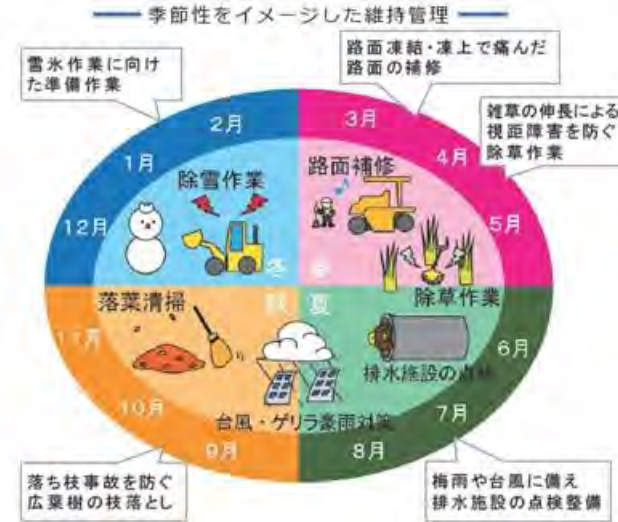 季節性をイメージした維持管理
雪氷作業に向け
た準備作業
路面凍結・凍上で痛んだ
路面の補修
雑草の伸長による
視距障害を防ぐ
除草作業
2月
3月
1月
4月
12月
5月
除雪作業
路面補修
冬
春
落葉清掃
秋
夏
除草作業
11月
6月
排水施設の点検
10月
7月
台風・ゲリラ豪雨対策
9月
8月
落ち枝事故を防ぐ
広葉樹の枝落とし
梅雨や台風に備え
排水施設の点検整備